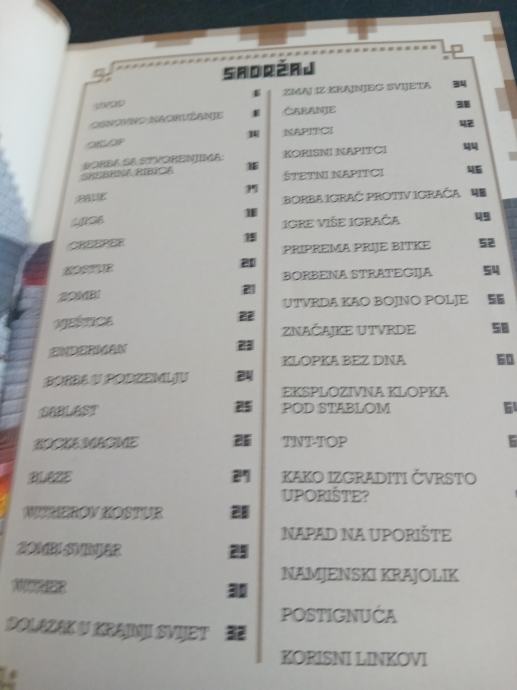 SADRŽAJ
UVOD 6
OSNOVNO NAORUŽANJE 8
OKLOP 14
BORBA SA STVORENJIMA:
SREBRNA RIBICA 16
PAUK 17
LJIGA 18
CREEPER 19
KOSTUR 20
ZOMBI 21
VJEŠTICA 22
ENDERMAN 23
BORBA U PODZEMLJU 24
SABLAST 25
KOCKA MAGME 26
BLAZE 27
WITHEROV KOSTUR 28
ZOMBI-SVINJAR 29
WITHER 30
DOLAZAK U KRAJNJI SVIJET 32
ZMAJ IZ KRAJNJEG SVIJETA 34
ČARANJE 38
NAPITCI 42
KORISNI NAPITCI 44
ŠTETNI NAPITCI 46
BORBA IGRAČ PROTIV IGRAČA 48
IGRE VIŠE IGRAČA 49
PRIPREMA PRIJE BITKE 52
BORBENA STRATEGIJA 54
UTVRDA KAO BOJNO POLJE 56
ZNAČAJKE UTVRDE 58
KLOPKA BEZ DNA 60
EKSPLOZIVNA KLOPKA
POD STABLOM
TNT-TOP
KAKO IZGRADITI ČVRSTO
UPORIŠTE?
NAPAD NA UPORIŠTE
NAMJENSKI KRAJOLIK
POSTIGNUĆA
KORISNI LINKOVI